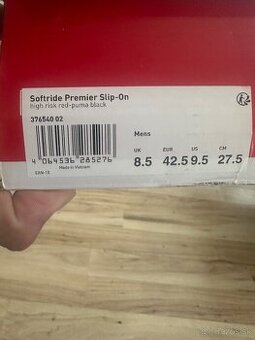 Softride Premier Slip-On
high risk red-puma black
376540 02
Mens
UK EUR US CM
8.5 42.5 9.5 27.5
4 064536 285276
Made in Vietnam